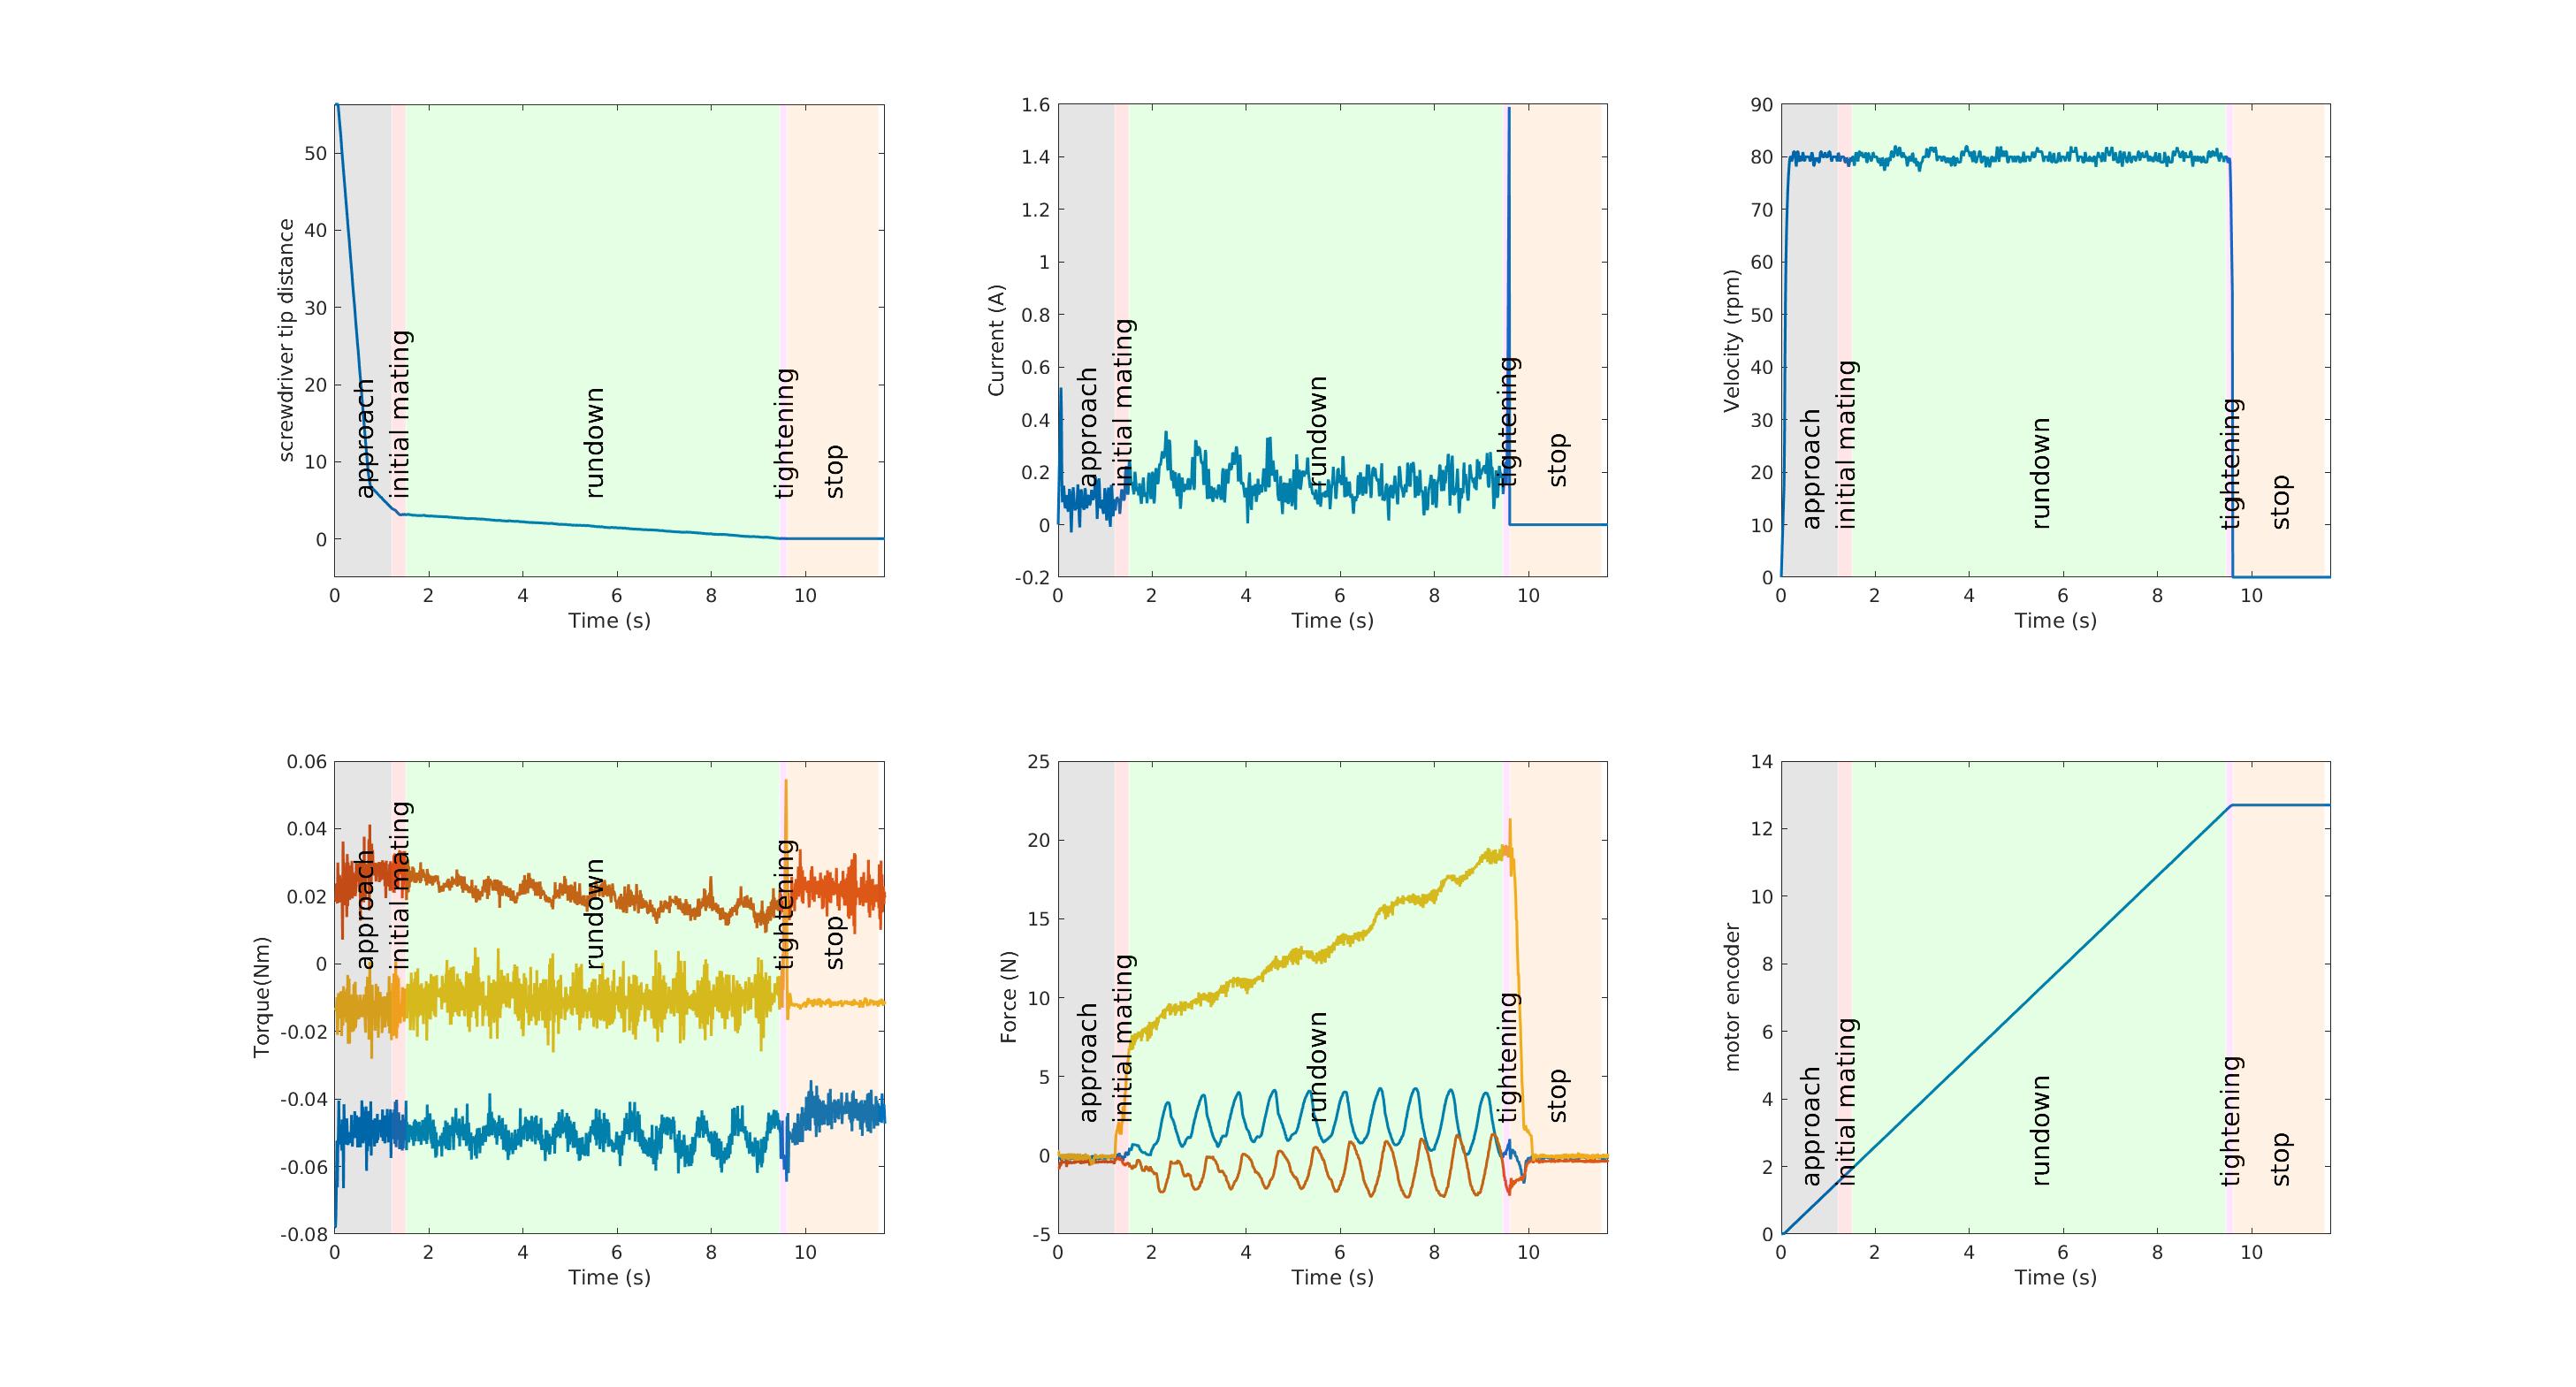 screwdriver tip distance
50
40
30
20
10
0
approach
initial mating
rundown
tightening
stop
0 2 4 6 8 10
Time (s)
Current (A)
1.6
1.4
1.2
1
0.8
0.6
0.4
0.2
0
-0.2
approach
initial mating
rundown
tightening
stop
0 2 4 6 8 10
Time (s)
Velocity (rpm)
90
80
70
60
50
40
30
20
10
0
approach
initial mating
rundown
tightening
stop
0 2 4 6 8 10
Time (s)
Torque(Nm)
0.06
0.04
0.02
0
-0.02
-0.04
-0.06
-0.08
approach
initial mating
rundown
tightening
stop
0 2 4 6 8 10
Time (s)
Force (N)
25
20
15
10
5
0
-5
approach
initial mating
rundown
tightening
stop
0 2 4 6 8 10
Time (s)
motor encoder
14
12
10
8
6
4
2
0
approach
initial mating
rundown
tightening
stop
0 2 4 6 8 10
Time (s)